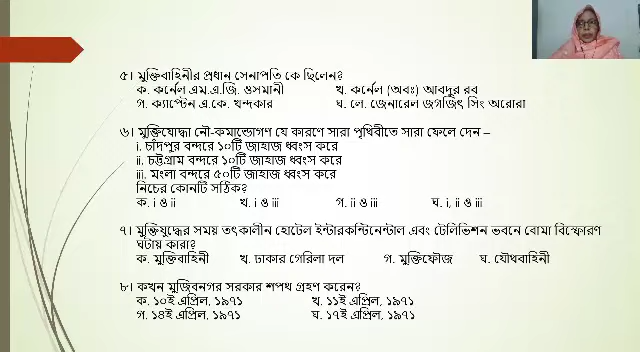 ৫। মুক্তিবাহিনীর প্রধান সেনাপতি কে ছিলেন?
ক. কর্নেল এম.এ.জি. ওসমানী খ. কর্নেল (অবঃ) আবদুর রব
গ. ক্যাপ্টেন এ.কে. খন্দকার ঘ. লে. জেনারেল জগজিৎ সিং অরোরা
৬। মুক্তিযোদ্ধা নৌ-কমান্ডোগণ যে কারণে সারা পৃথিবীতে সারা ফেলে দেন –
i. চাঁদপুর বন্দরে ১০টি জাহাজ ধ্বংস করে
ii. চট্টগ্রাম বন্দরে ১০টি জাহাজ ধ্বংস করে
iii. মংলা বন্দরে ৫০টি জাহাজ ধ্বংস করে
নিচের কোনটি সঠিক?
ক. i ও ii খ. i ও iii গ. ii ও iii ঘ. i, ii ও iii
৭। মুক্তিযুদ্ধের সময় তৎকালীন হোটেল ইন্টারকন্টিনেন্টাল এবং টেলিভিশন ভবনে বোমা বিস্ফোরণ
ঘটায় কারা?
ক. মুক্তিবাহিনী খ. ঢাকার গেরিলা দল গ. মুক্তিফৌজ ঘ. যৌথবাহিনী
৮। কখন মুজিবনগর সরকার শপথ গ্রহণ করেন?
ক. ১০ই এপ্রিল, ১৯৭১ খ. ১১ই এপ্রিল, ১৯৭১
গ. ১৪ই এপ্রিল, ১৯৭১ ঘ. ১৭ই এপ্রিল, ১৯৭১